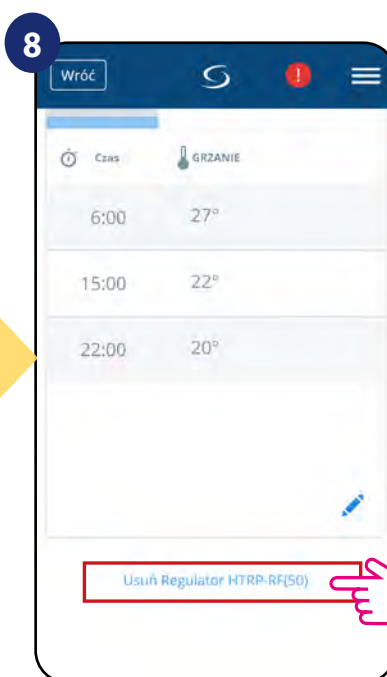 8
Wróć
!
Czas GRZANIE
6:00 27°
15:00 22°
22:00 20°
Usuń Regulator HTRP-RF(50)